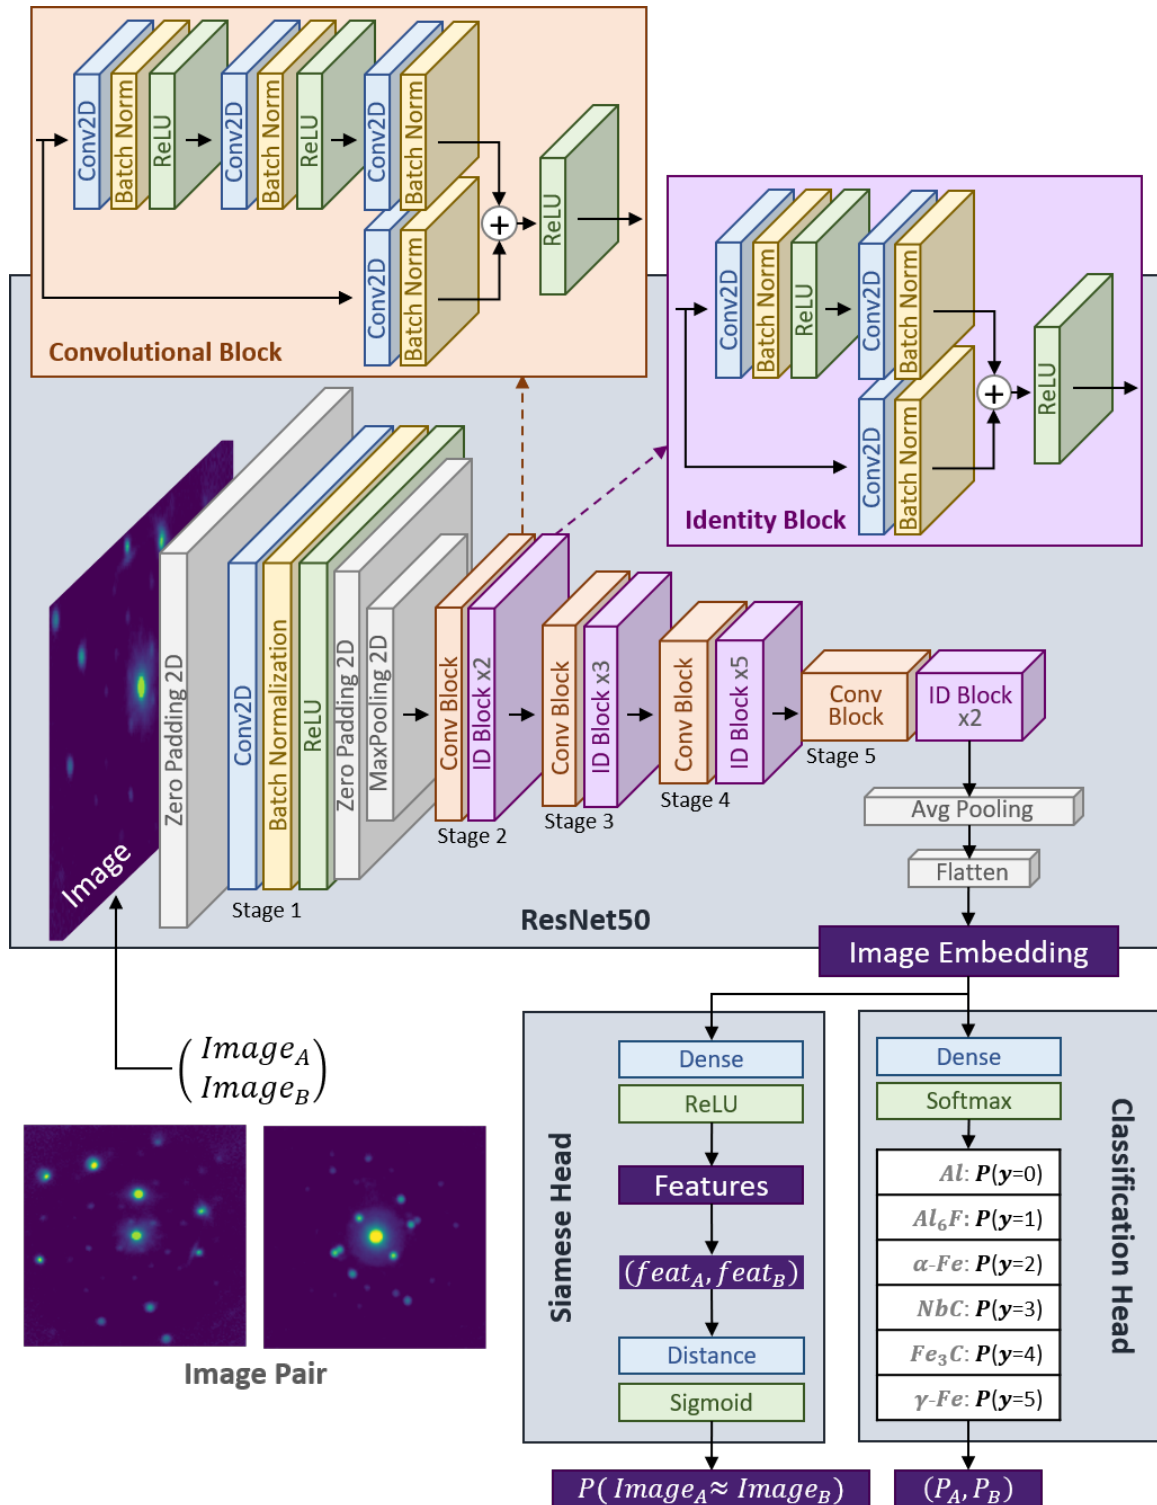 Conv2D
Batch Norm
ReLU
Conv2D
Batch Norm
ReLU
Conv2D
Batch Norm
Conv2D
Batch Norm
+
ReLU
Convolutional Block
Conv2D
Batch Norm
ReLU
Conv2D
Batch Norm
Conv2D
Batch Norm
+
ReLU
Identity Block
Image
Zero Padding 2D
Conv2D
Batch Normalization
ReLU
Zero Padding 2D
MaxPooling 2D
Stage 1
Conv Block
ID Block x2
Stage 2
Conv Block
ID Block x3
Stage 3
Conv Block
ID Block x5
Stage 4
Conv
Block
Stage 5
ID Block
x2
Avg Pooling
Flatten
ResNet50
Image Embedding
(Image_A
Image_B)
Image Pair
Siamese Head
Dense
ReLU
Features
(feat_A, feat_B)
Distance
Sigmoid
P( Image_A ≈ Image_B)
Classification Head
Dense
Softmax
Al: P(y=0)
Al₆F: P(y=1)
α-Fe: P(y=2)
NbC: P(y=3)
Fe₃C: P(y=4)
γ-Fe: P(y=5)
(P_A, P_B)